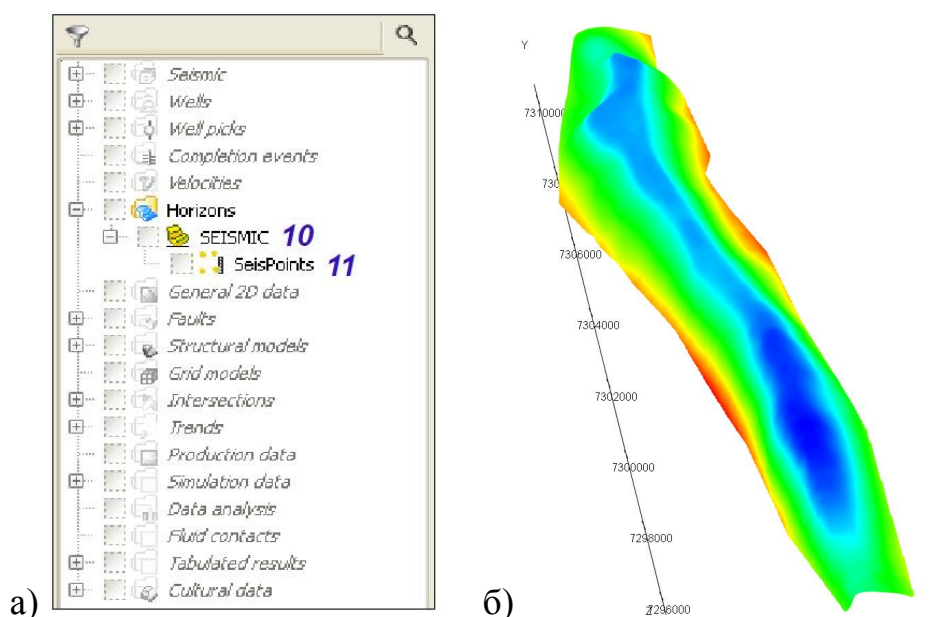 Seismic
Wells
Well picks
Completion events
Velocities
Horizons
SEISMIC 10
SeisPoints 11
General 2D data
Faults
Structural models
Grid models
Intersections
Trends
Production data
Simulation data
Data analysis
Fluid contacts
Tabulated results
Cultural data
а)
Y
7310000
730
7306000
7304000
7302000
7300000
7298000
7296000
б)